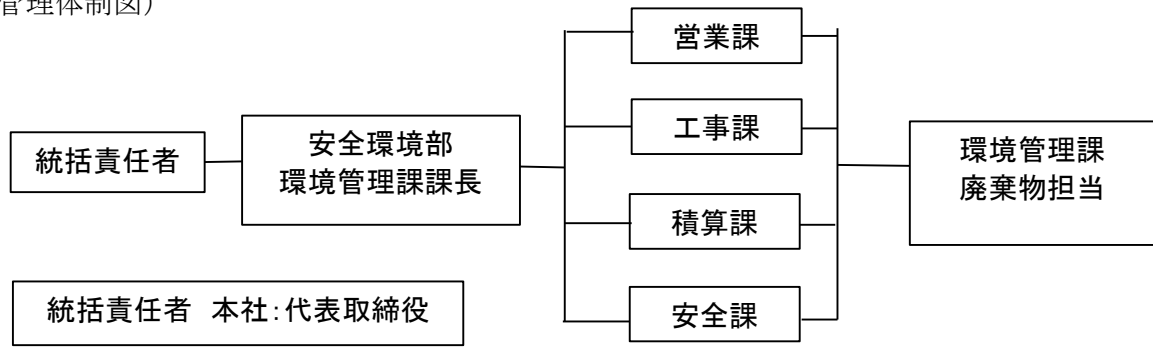 管理体制図）
営業課
工事課
統括責任者
安全環境部
環境管理課課長
環境管理課
廃棄物担当
積算課
統括責任者 本社：代表取締役
安全課